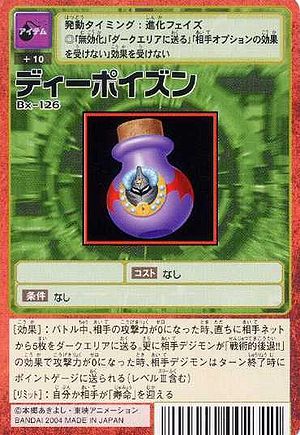 アイテム
+10
発動タイミング：進化フェイズ
◎「無効化」「ダークエリアに送る」「相手オプションの効果
を受けない」効果を受けない
ディーポイズン
Bx-126
コスト なし
条件 なし
[効果]：バトル中、相手の攻撃力が0になった時、直ちに相手ネット
から6枚をダークエリアに送る。更に相手デジモンが「戦術的後退!!」
の効果で攻撃力が0になった時、相手デジモンはターン終了時に
ポイントゲージに送られる(レベルⅢ含む)
[リミット]：自分か相手が「寿命」を迎える
©本郷あきよし・東映アニメーション
BANDAI 2004 MADE IN JAPAN